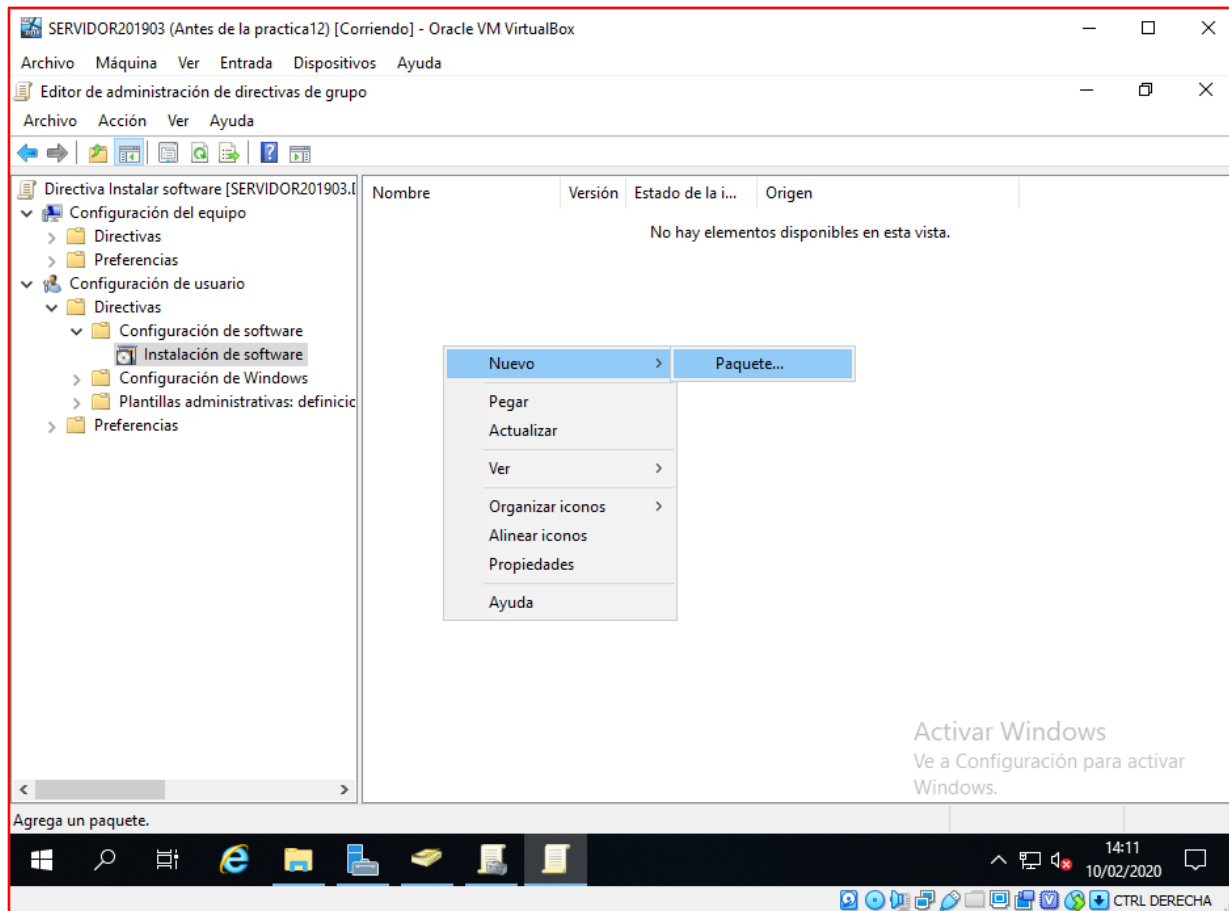 SERVIDOR201903 (Antes de la practica12) [Corriendo] - Oracle VM VirtualBox
Archivo Máquina Ver Entrada Dispositivos Ayuda
Editor de administración de directivas de grupo
Archivo Acción Ver Ayuda
Directiva Instalar software [SERVIDOR201903.
Configuración del equipo
Directivas
Preferencias
Configuración de usuario
Directivas
Configuración de software
Instalación de software
Configuración de Windows
Plantillas administrativas: definicic
Preferencias
Nombre Versión Estado de la i... Origen
No hay elementos disponibles en esta vista.
Nuevo
Paquete...
Pegar
Actualizar
Ver
Organizar iconos
Alinear iconos
Propiedades
Ayuda
Activar Windows
Ve a Configuración para activar
Windows.
Agrega un paquete.
14:11
10/02/2020
CTRL DERECHA